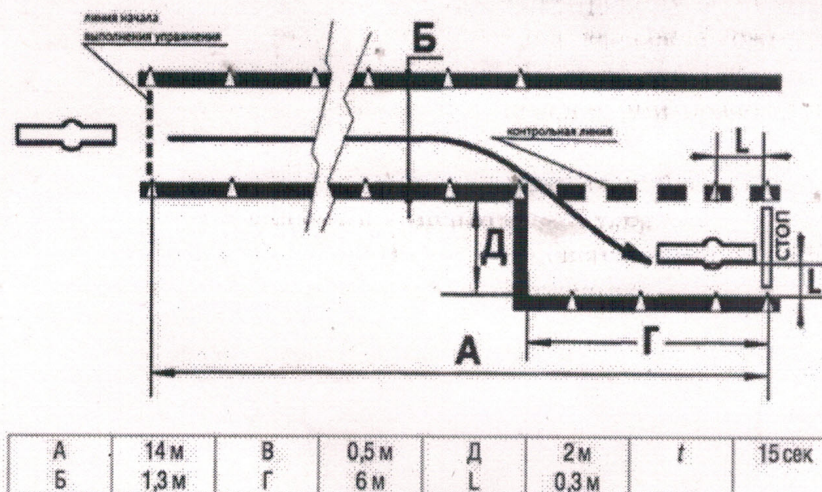 линия начала
выполнения упражнения
Б
контрольная линия
L
Д
СТОП
L
Г
А
А 14 м В 0,5 м Д 2 м t 15 сек
Б 1,3 м Г 6 м L 0,3 м